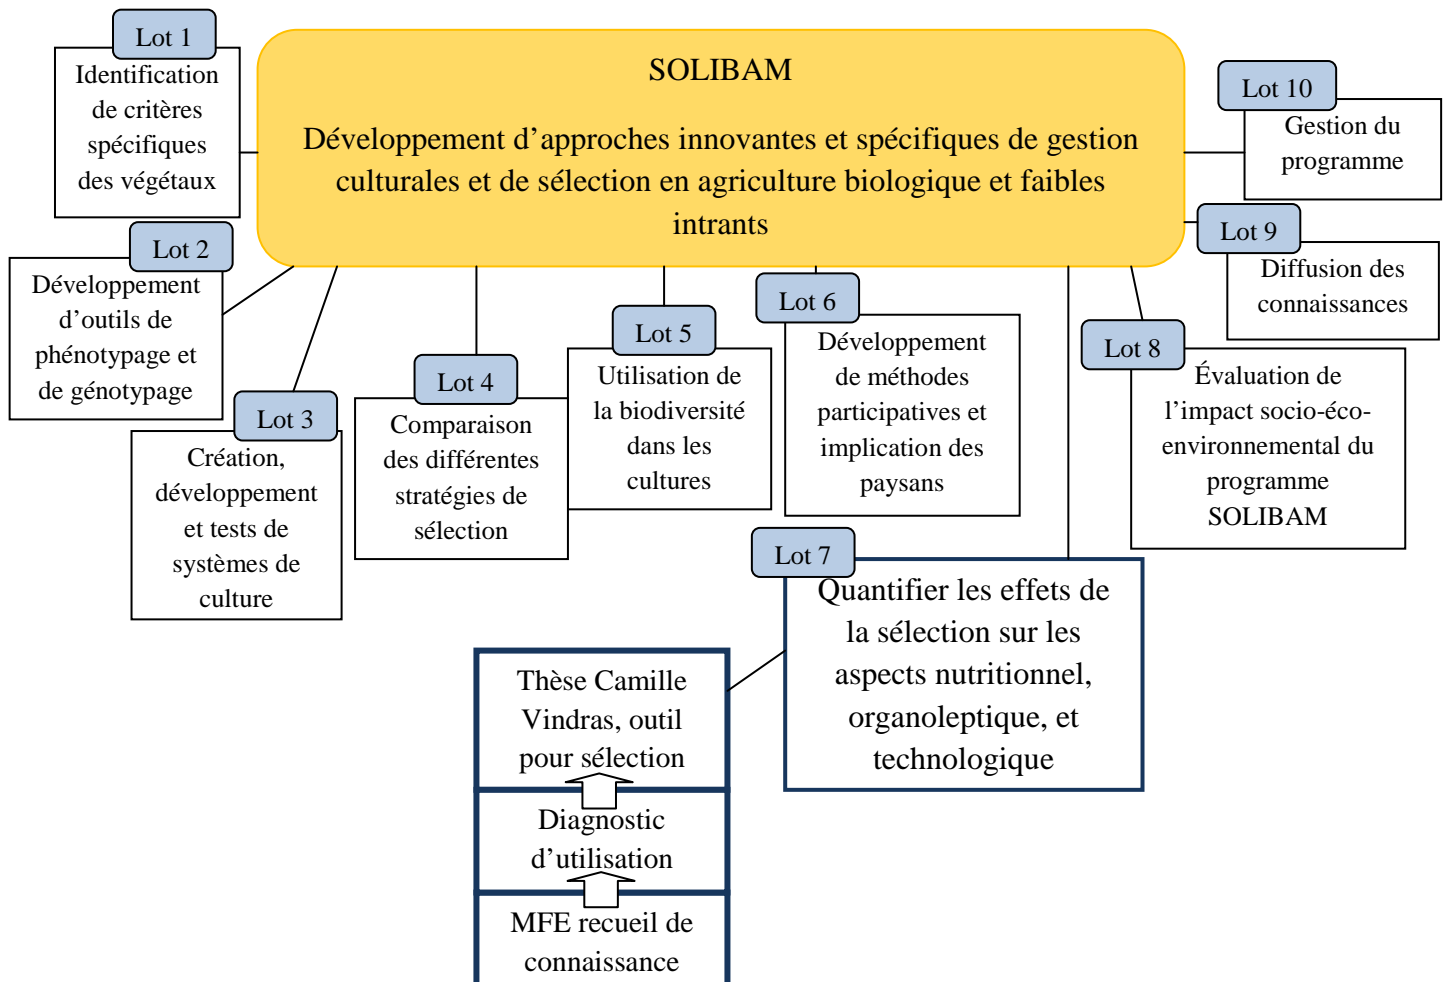 SOLIBAM
Développement d’approches innovantes et spécifiques de gestion
culturales et de sélection en agriculture biologique et faibles
intrants
Lot 1
Identification
de critères
spécifiques
des végétaux
Lot 2
Développement
d’outils de
phénotypage et
de génotypage
Lot 3
Création,
développement
et tests de
systèmes de
culture
Lot 4
Comparaison
des différentes
stratégies de
sélection
Lot 5
Utilisation de
la biodiversité
dans les
cultures
Lot 6
Développement
de méthodes
participatives et
implication des
paysans
Lot 7
Quantifier les effets de
la sélection sur les
aspects nutritionnel,
organoleptique, et
technologique
Lot 8
Évaluation de
l’impact socio-éco-
environnemental du
programme
SOLIBAM
Lot 9
Diffusion des
connaissances
Lot 10
Gestion du
programme
Thèse Camille
Vindras, outil
pour sélection
Diagnostic
d’utilisation
MFE recueil de
connaissance